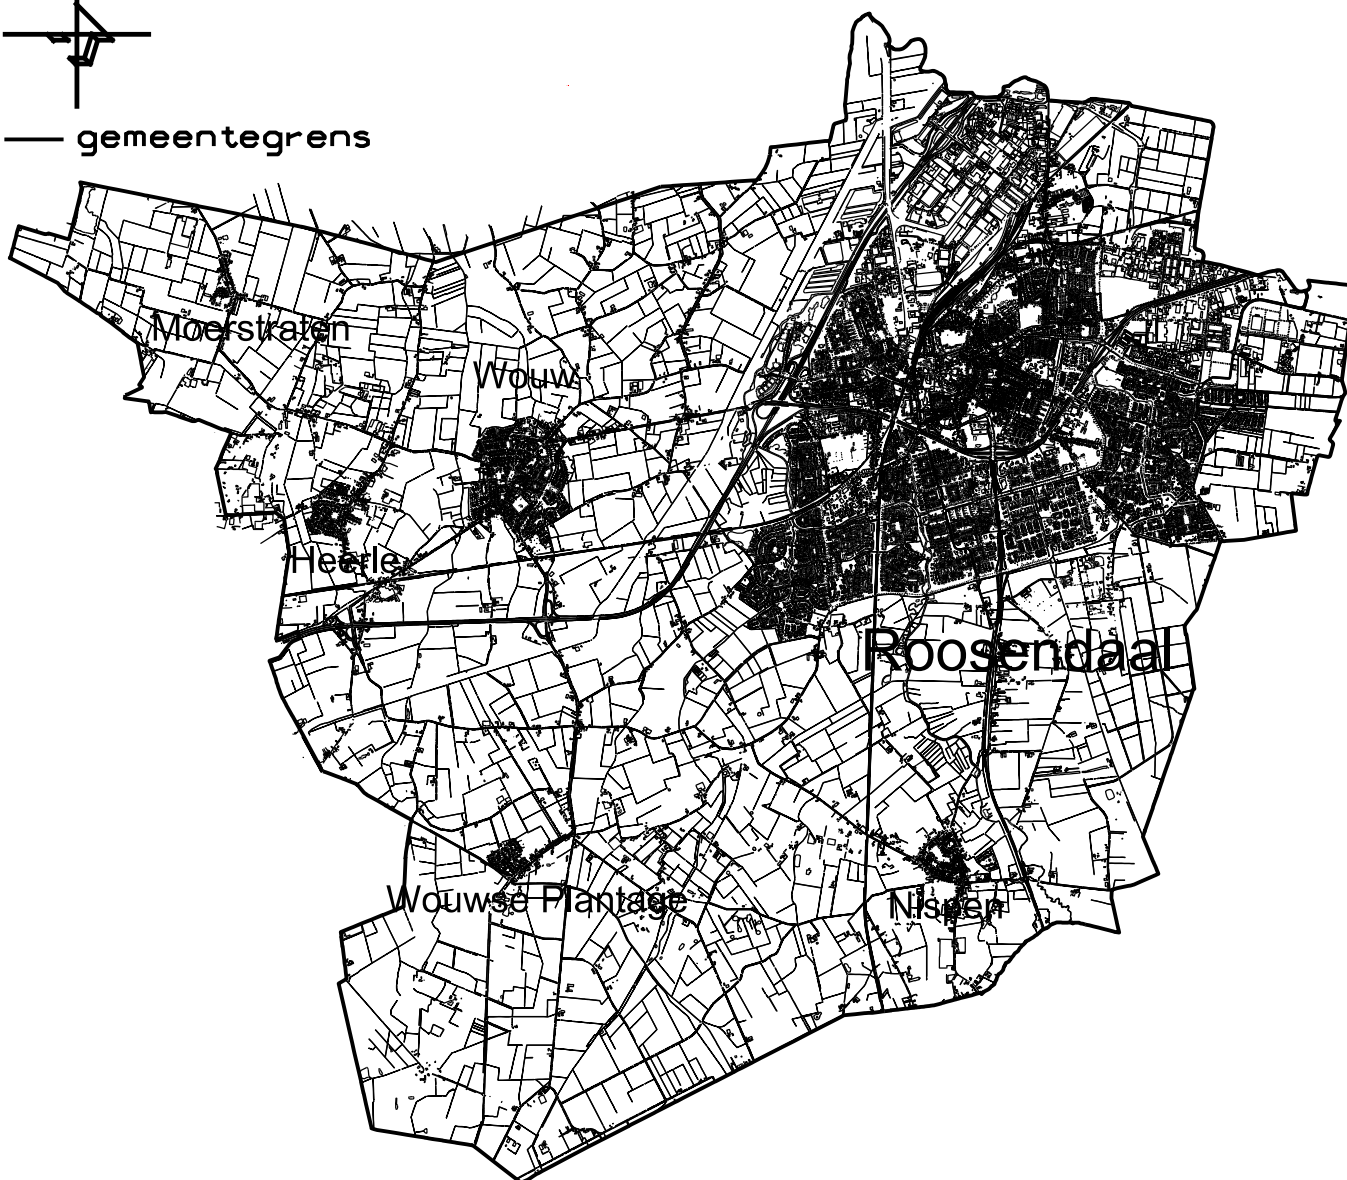 gemeentegrens
Moerstraten
Wouw
Heerle
Roosendaal
Wouwse Plantage
Nispen